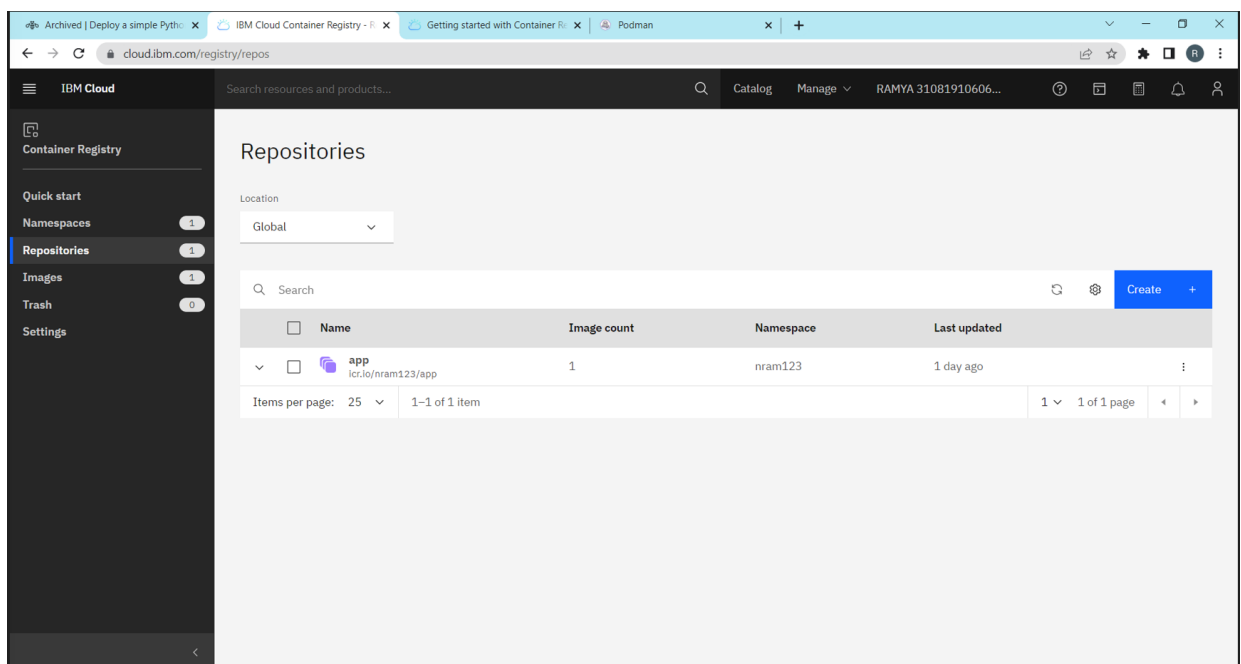 Archived | Deploy a simple Pytho
IBM Cloud Container Registry - R
Getting started with Container Re
Podman
cloud.ibm.com/registry/repos
R
IBM Cloud
Search resources and products...
Catalog
Manage
RAMYA 31081910606...
Container Registry
Quick start
Namespaces 1
Repositories 1
Images 1
Trash 0
Settings
Repositories
Location
Global
Search
Create +
Name Image count Namespace Last updated
app 1 nram123 1 day ago
icr.io/nram123/app
Items per page: 25 1–1 of 1 item 1 1 of 1 page